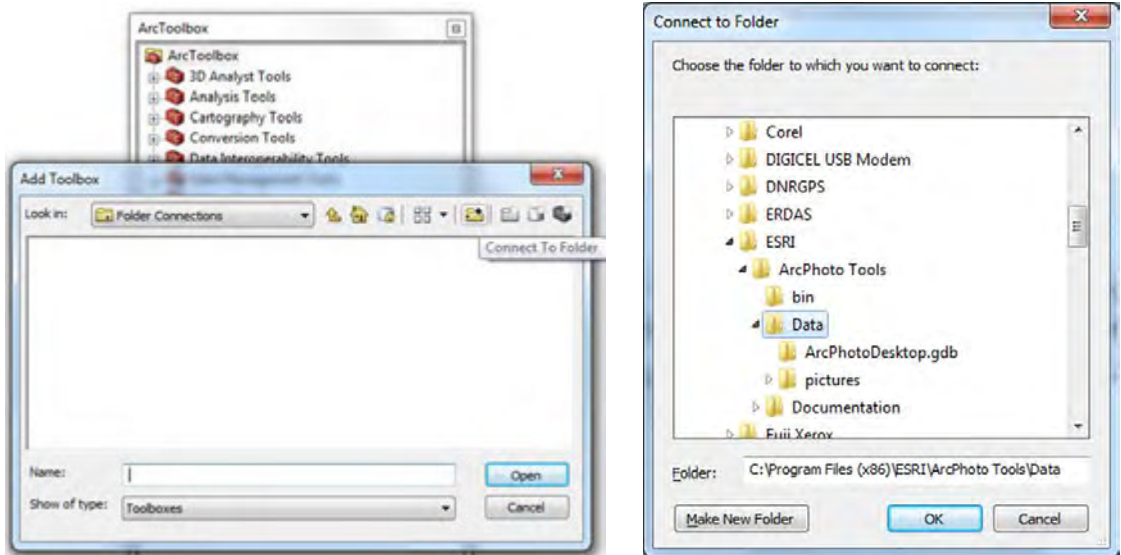 ArcToolbox
ArcToolbox
3D Analyst Tools
Analysis Tools
Cartography Tools
Conversion Tools
Data Interoperability Tools
Add Toolbox
Look in: Folder Connections
Connect To Folder
Name:
Open
Show of type: Toolboxes
Cancel
Connect to Folder
Choose the folder to which you want to connect:
Corel
DIGICEL USB Modem
DNRGPS
ERDAS
ESRI
ArcPhoto Tools
bin
Data
ArcPhotoDesktop.gdb
pictures
Documentation
Fuji Xerox
Folder: C:\Program Files (x86)\ESRI\ArcPhoto Tools\Data
Make New Folder
OK
Cancel